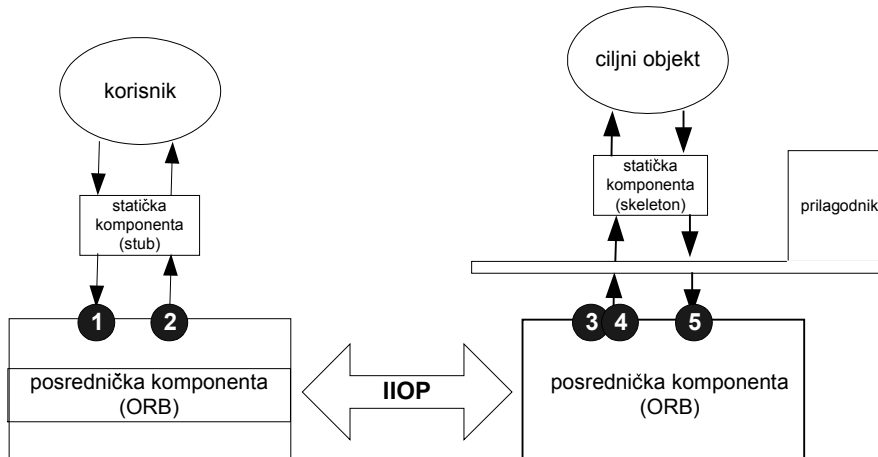 korisnik
statička
komponenta
(stub)
1
2
posrednička komponenta
(ORB)
IIOP
ciljni objekt
statička
komponenta
(skeleton)
prilagodnik
3
4
5
posrednička komponenta
(ORB)